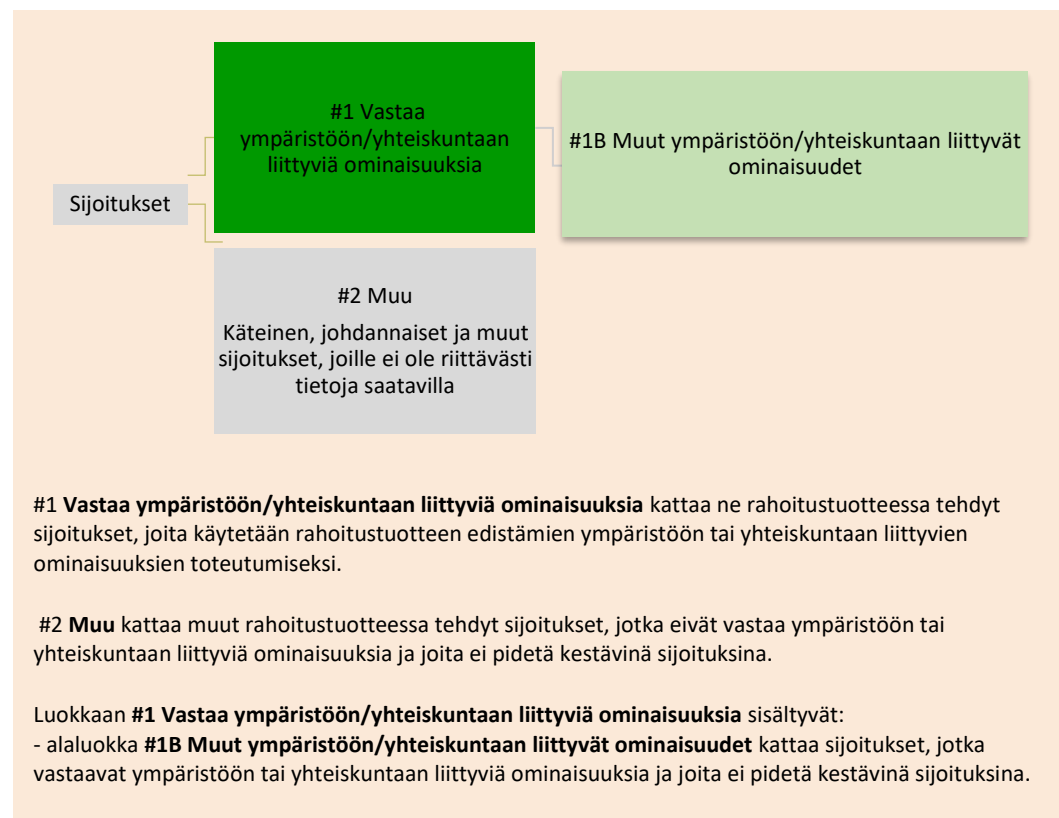 #1 Vastaa
ympäristöön/yhteiskuntaan
liittyviä ominaisuuksia
#1B Muut ympäristöön/yhteiskuntaan liittyvät
ominaisuudet
Sijoitukset
#2 Muu
Käteinen, johdannaiset ja muut
sijoitukset, joille ei ole riittävästi
tietoja saatavilla
#1 Vastaa ympäristöön/yhteiskuntaan liittyviä ominaisuuksia kattaa ne rahoitustuotteessa tehdyt
sijoitukset, joita käytetään rahoitustuotteen edistämien ympäristöön tai yhteiskuntaan liittyvien
ominaisuuksien toteutumiseksi.
#2 Muu kattaa muut rahoitustuotteessa tehdyt sijoitukset, jotka eivät vastaa ympäristöön tai
yhteiskuntaan liittyviä ominaisuuksia ja joita ei pidetä kestävinä sijoituksina.
Luokkaan #1 Vastaa ympäristöön/yhteiskuntaan liittyviä ominaisuuksia sisältyvät:
- alaluokka #1B Muut ympäristöön/yhteiskuntaan liittyvät ominaisuudet kattaa sijoitukset, jotka
vastaavat ympäristöön tai yhteiskuntaan liittyviä ominaisuuksia ja joita ei pidetä kestävinä sijoituksina.